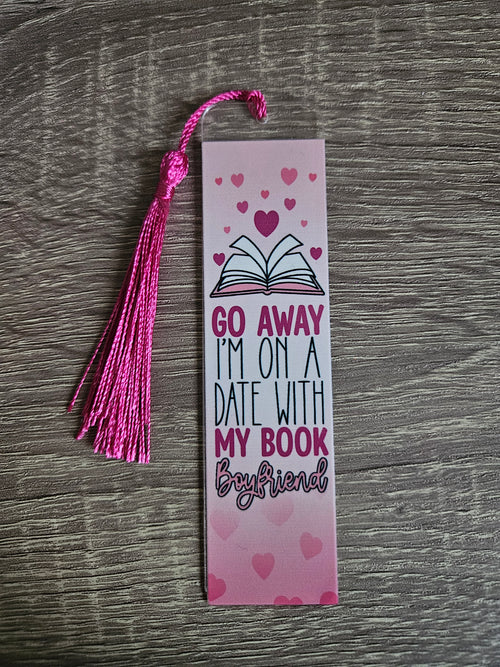 GO AWAY
I'M ON A
DATE WITH
MY BOOK
Boyfriend